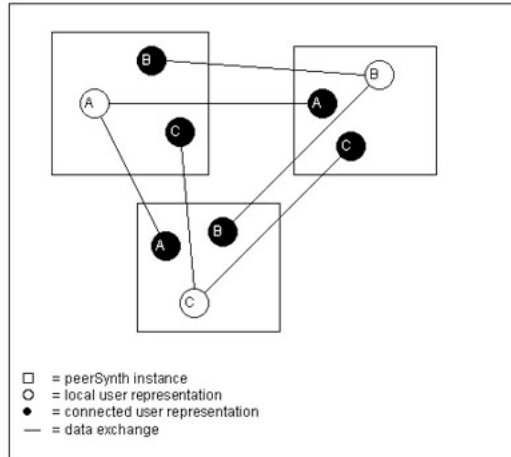 B
B
A
A
C
C
B
A
C
= peerSynth instance
= local user representation
= connected user representation
= data exchange